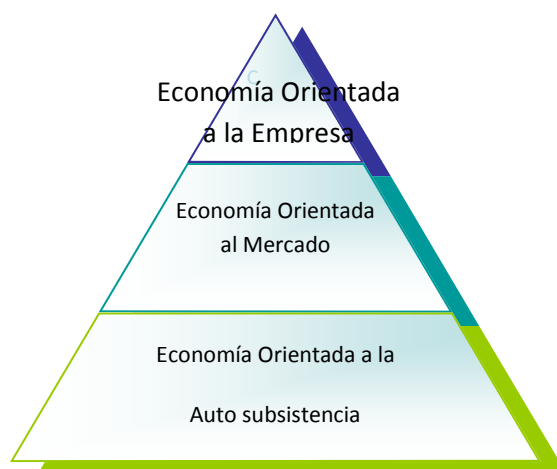 C
Economía Orientada
a la Empresa
Economía Orientada
al Mercado
Economía Orientada a la
Auto subsistencia